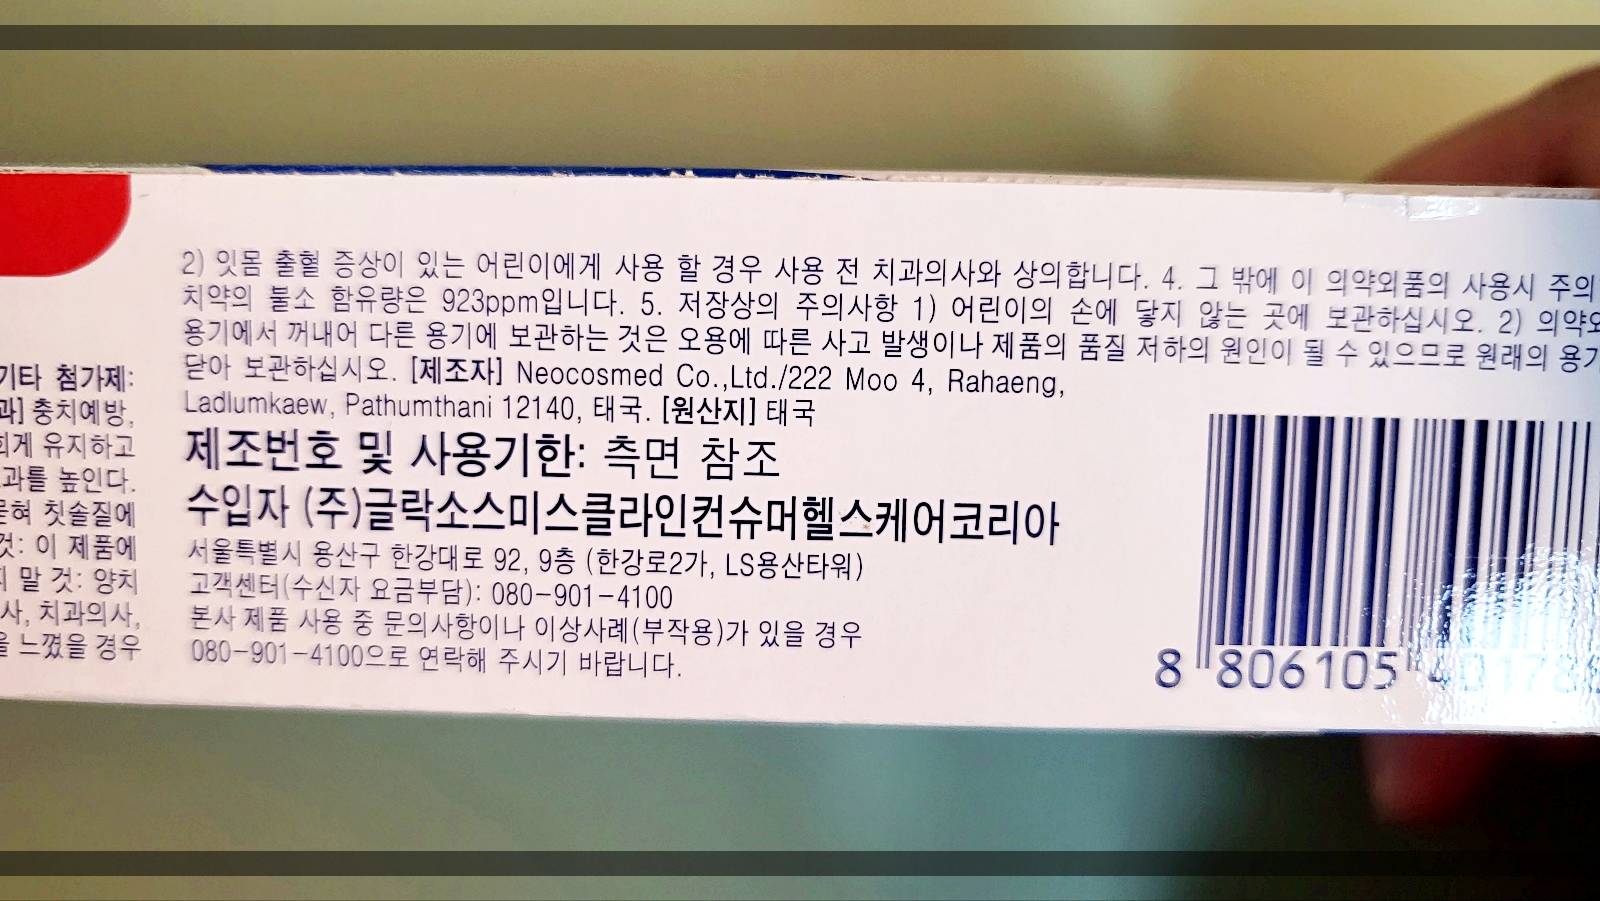 기타 첨가제:
과] 충치예방,
희게 유지하고
과를 높인다.
묻혀 칫솔질에
것: 이 제품에
지 말 것: 양치
사, 치과의사,
을 느꼈을 경우
2) 잇몸 출혈 증상이 있는 어린이에게 사용 할 경우 사용 전 치과의사와 상의합니다. 4. 그 밖에 이 의약외품의 사용시 주의
치약의 불소 함유량은 923ppm입니다. 5. 저장상의 주의사항 1) 어린이의 손에 닿지 않는 곳에 보관하십시오. 2) 의약외
용기에서 꺼내어 다른 용기에 보관하는 것은 오용에 따른 사고 발생이나 제품의 품질 저하의 원인이 될 수 있으므로 원래의 용기
닫아 보관하십시오. [제조자] Neocosmed Co.,Ltd./222 Moo 4, Rahaeng,
Ladlumkaew, Pathumthani 12140, 태국. [원산지] 태국
제조번호 및 사용기한: 측면 참조
수입자 (주)글락소스미스클라인컨슈머헬스케어코리아
서울특별시 용산구 한강대로 92, 9층 (한강로2가, LS용산타워)
고객센터(수신자 요금부담): 080-901-4100
본사 제품 사용 중 문의사항이나 이상사례(부작용)가 있을 경우
080-901-4100으로 연락해 주시기 바랍니다.
8 806105 401786